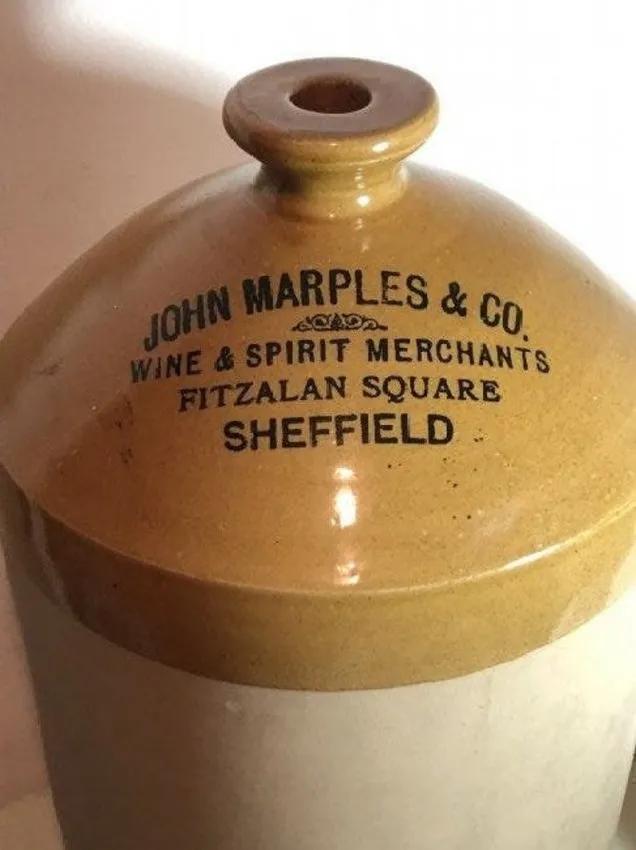 JOHN MARPLES & CO.
WINE & SPIRIT MERCHANTS
FITZALAN SQUARE
SHEFFIELD